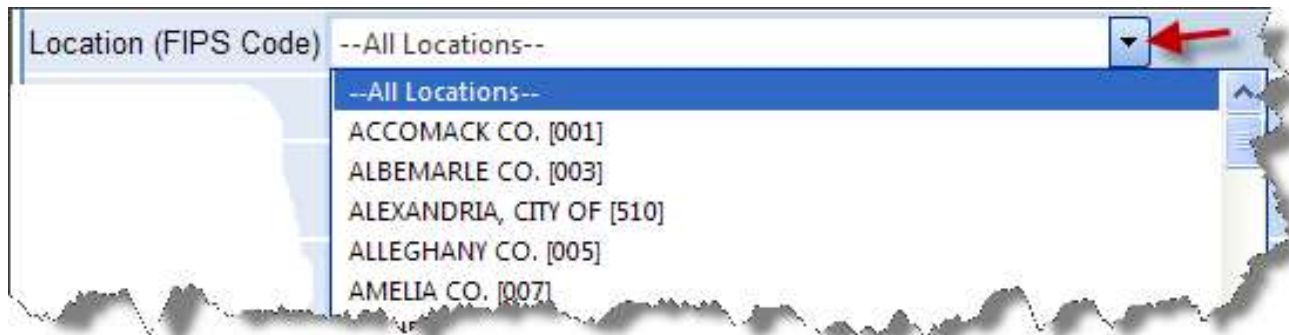 Location (FIPS Code) --All Locations--
--All Locations--
ACCOMACK CO. [001]
ALBEMARLE CO. [003]
ALEXANDRIA, CITY OF [510]
ALLEGHANY CO. [005]
AMELIA CO. [007]